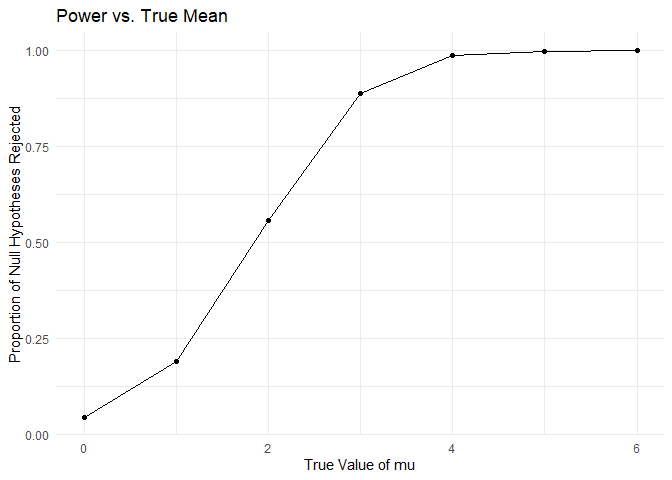 Power vs. True Mean
Proportion of Null Hypotheses Rejected
1.00
0.75
0.50
0.25
0.00
0 2 4 6
True Value of mu